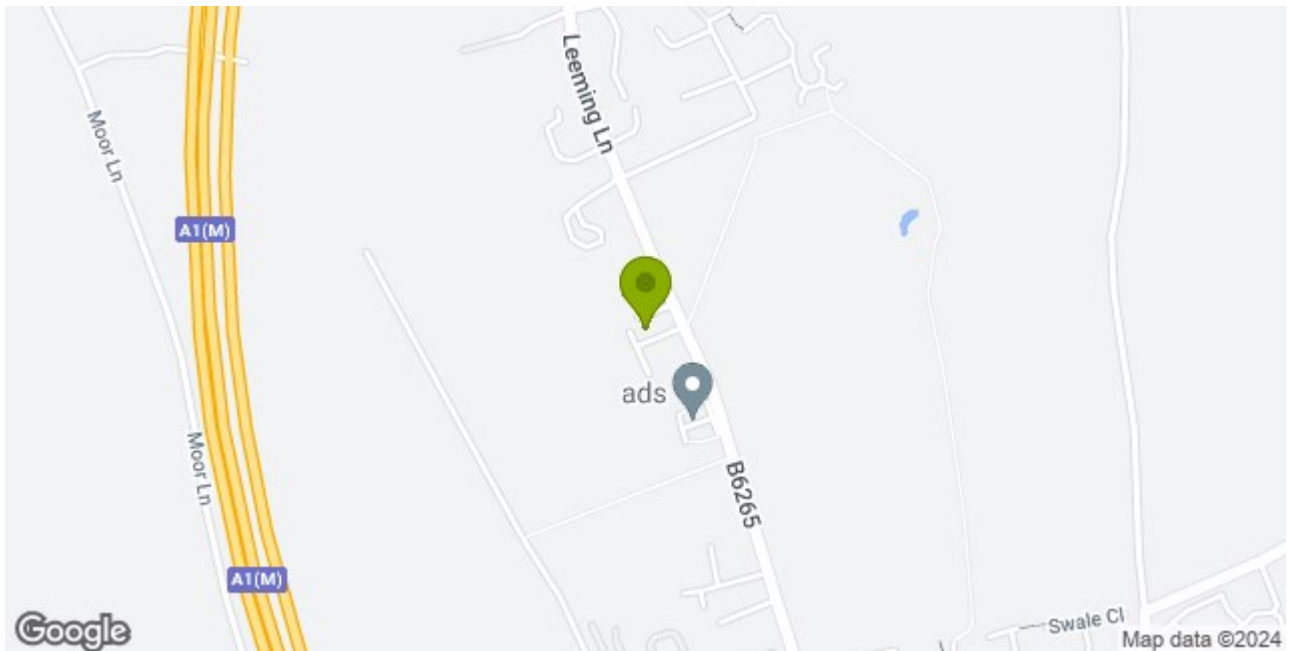 Leeming Ln
Moor Ln
A1(M)
ads
Moor Ln
B6265
A1(M)
Swale Cl
Google
Map data ©2024